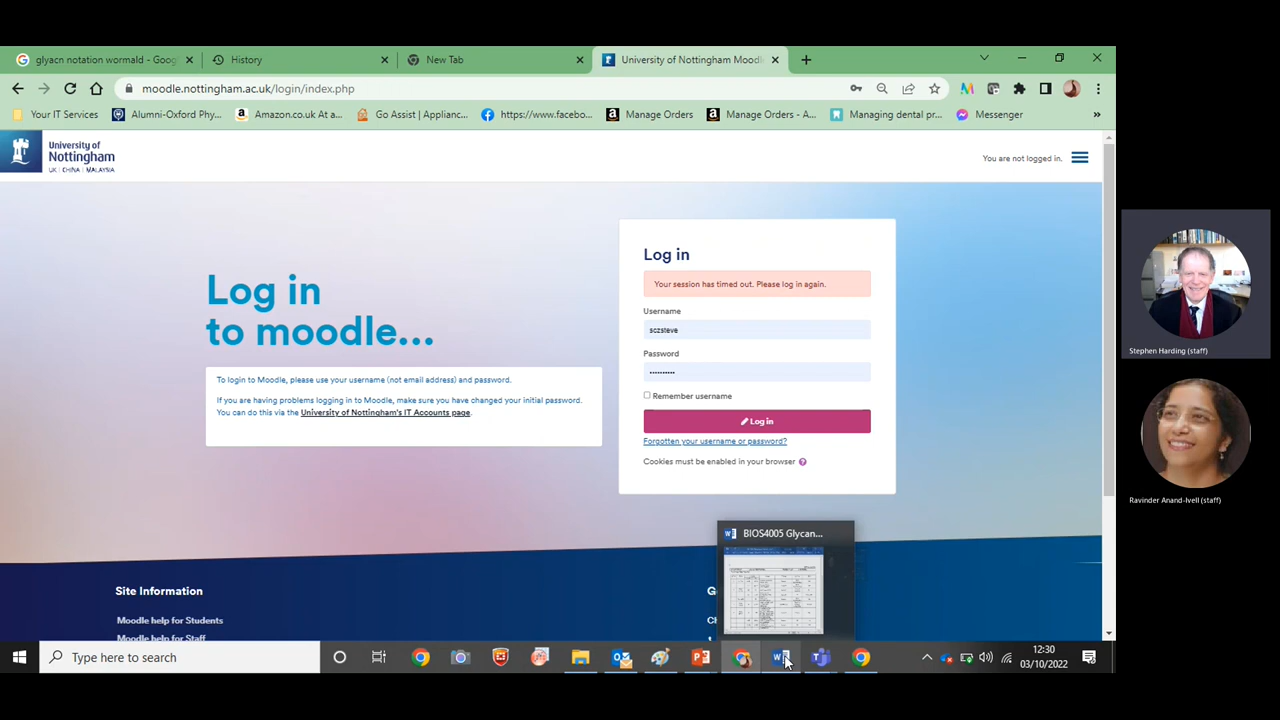 glyacn notation wormald - Goog
History
New Tab
University of Nottingham Moodl
moodle.nottingham.ac.uk/login/index.php
Your IT Services
Alumni-Oxford Phy...
Amazon.co.uk At a...
Go Assist | Applianc...
https://www.facebo...
Manage Orders
Manage Orders - A...
Managing dental pr...
Messenger
»
University of
Nottingham
UK | CHINA | MALAYSIA
You are not logged in.
Log in
to moodle...
To login to Moodle, please use your username (not email address) and password.
If you are having problems logging in to Moodle, make sure you have changed your initial password.
You can do this via the University of Nottingham's IT Accounts page.
Log in
Your session has timed out. Please log in again.
Username
sczsteve
Password
••••••••••
Remember username
Log in
Forgotten your username or password?
Cookies must be enabled in your browser
Stephen Harding (staff)
Ravinder Anand-Ivell (staff)
BIOS4005 Glycan...
Site Information
Moodle help for Students
Moodle help for Staff
G
Type here to search
12:30
03/10/2022